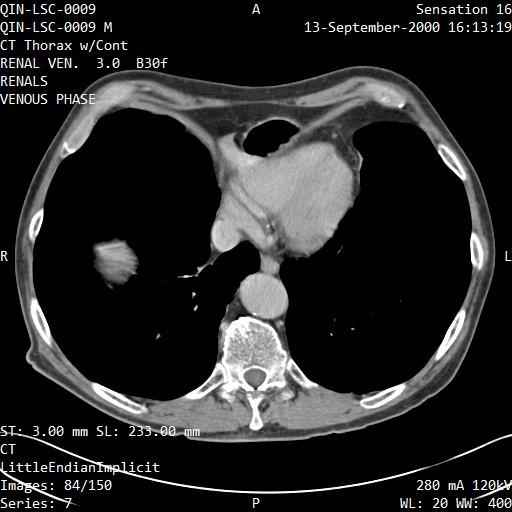 QIN-LSC-0009
A
Sensation 16
QIN-LSC-0009 M
13-September-2000 16:13:19
CT Thorax w/Cont
RENAL VEN. 3.0 B30f
RENALS
VENOUS PHASE
R
L
ST: 3.00 mm SL: 233.00 mm
CT
LittleEndianImplicit
Images: 84/150
280 mA 120kV
Series: 7
P
WL: 20 WW: 400